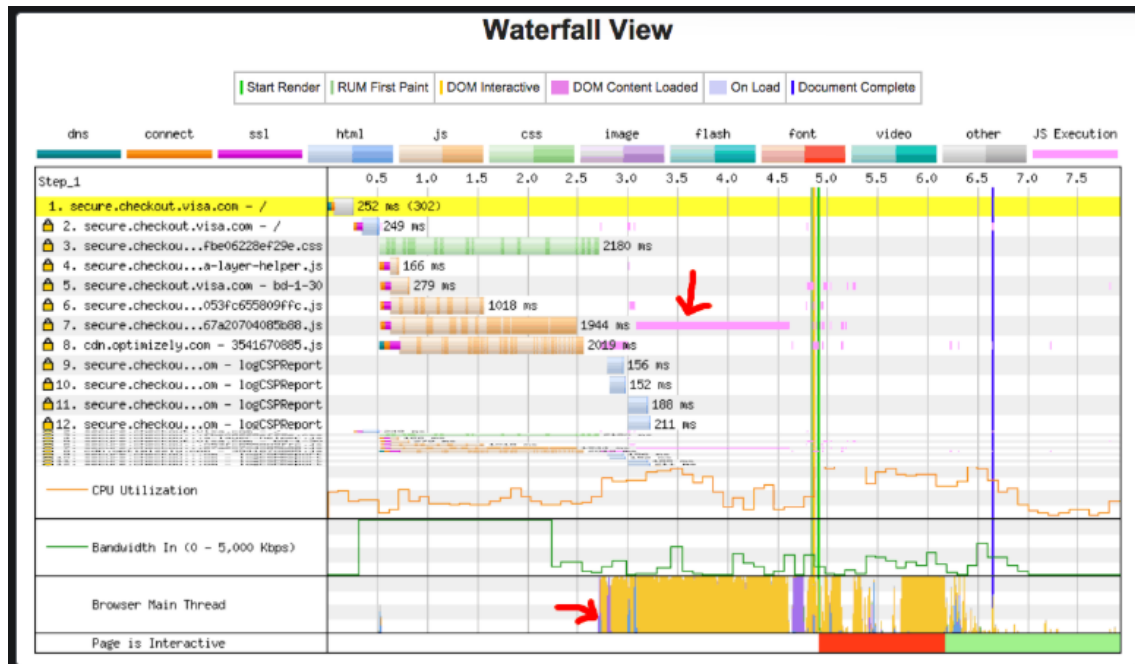 Waterfall View
Start Render RUM First Paint DOM Interactive DOM Content Loaded On Load Document Complete
dns connect ssl html js css image flash font video other JS Execution
Step_1 0.5 1.0 1.5 2.0 2.5 3.0 3.5 4.0 4.5 5.0 5.5 6.0 6.5 7.0 7.5
1. secure.checkout.visa.com - / 252 ms (302)
2. secure.checkout.visa.com - / 249 ms
3. secure.checkou...fbe06228ef29e.css 2180 ms
4. secure.checkou...a-layer-helper.js 166 ms
5. secure.checkout.visa.com - bd-1-30 279 ms
6. secure.checkou...053fc655809ffc.js 1018 ms
7. secure.checkou...67a20704085b88.js 1944 ms
8. cdn.optimizely.com - 3541670885.js 2019 ms
9. secure.checkou...om - logCSPReport 156 ms
10. secure.checkou...om - logCSPReport 152 ms
11. secure.checkou...om - logCSPReport 188 ms
12. secure.checkou...om - logCSPReport 211 ms
CPU Utilization
Bandwidth In (0 - 5,000 Kbps)
Browser Main Thread
Page is Interactive